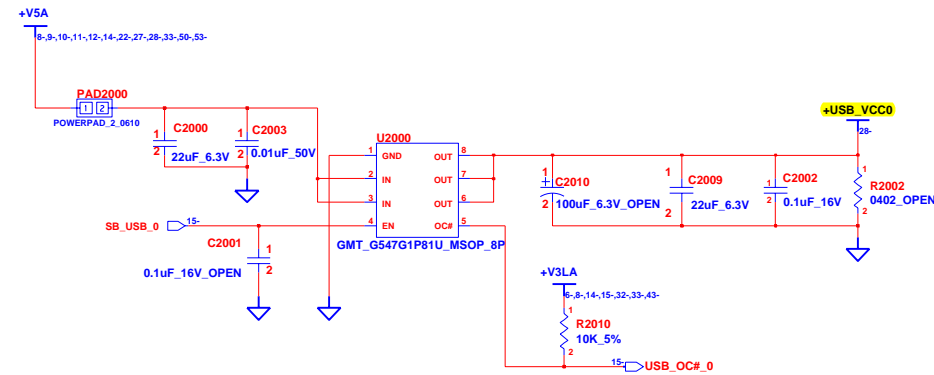 +V5A
8-,9-,10-,11-,12-,14-,22-,27-,28-,33-,50-,53-
PAD2000
1 2
POWERPAD_2_0610
1 C2000
2
22uF_6.3V
1 C2003
2
0.01uF_50V
U2000
1 GND OUT 8
2 IN OUT 7
3 IN OUT 6
4 EN OC# 5
GMT_G547G1P81U_MSOP_8P
SB_USB_0 15-
C2001 1
2
0.1uF_16V_OPEN
1 + C2010
2 100uF_6.3V_OPEN
1 C2009
2 22uF_6.3V
1 C2002
2 0.1uF_16V
+USB_VCC0
28-
1
R2002
0402_OPEN
2
+V3LA
6-,8-,14-,15-,32-,33-,43-
1
R2010
10K_5%
2
15- USB_OC#_0